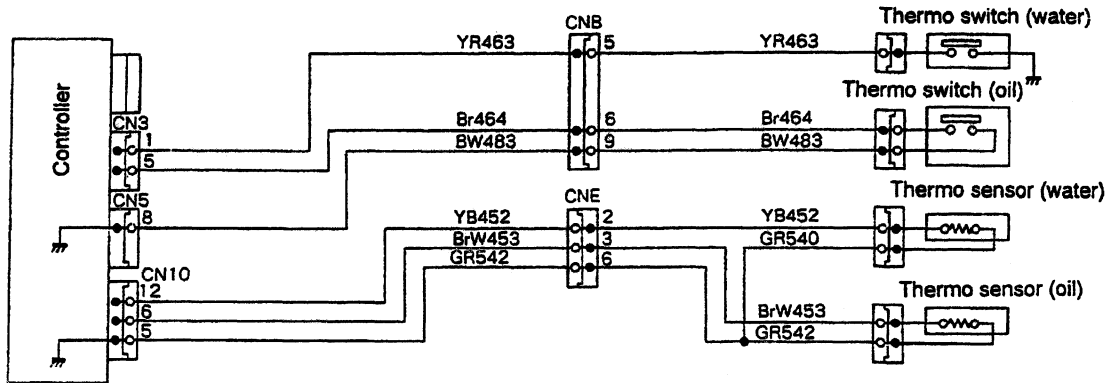 CNB
Thermo switch (water)
YR463
5
YR463
Thermo switch (oil)
Controller
CN3
1
5
Br464
6
Br464
BW483
9
BW483
CN5
8
CNE
Thermo sensor (water)
YB452
2
YB452
BrW453
3
GR540
GR542
6
CN10
12
6
5
Thermo sensor (oil)
BrW453
GR542